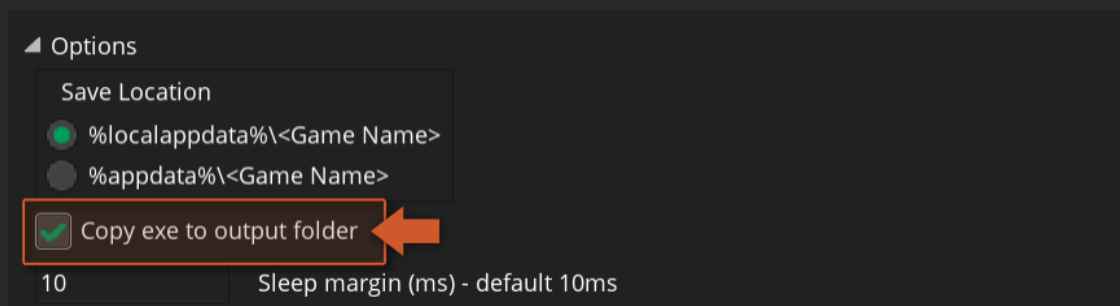 Options
Save Location
%localappdata%\<Game Name>
%appdata%\<Game Name>
Copy exe to output folder
10 Sleep margin (ms) - default 10ms